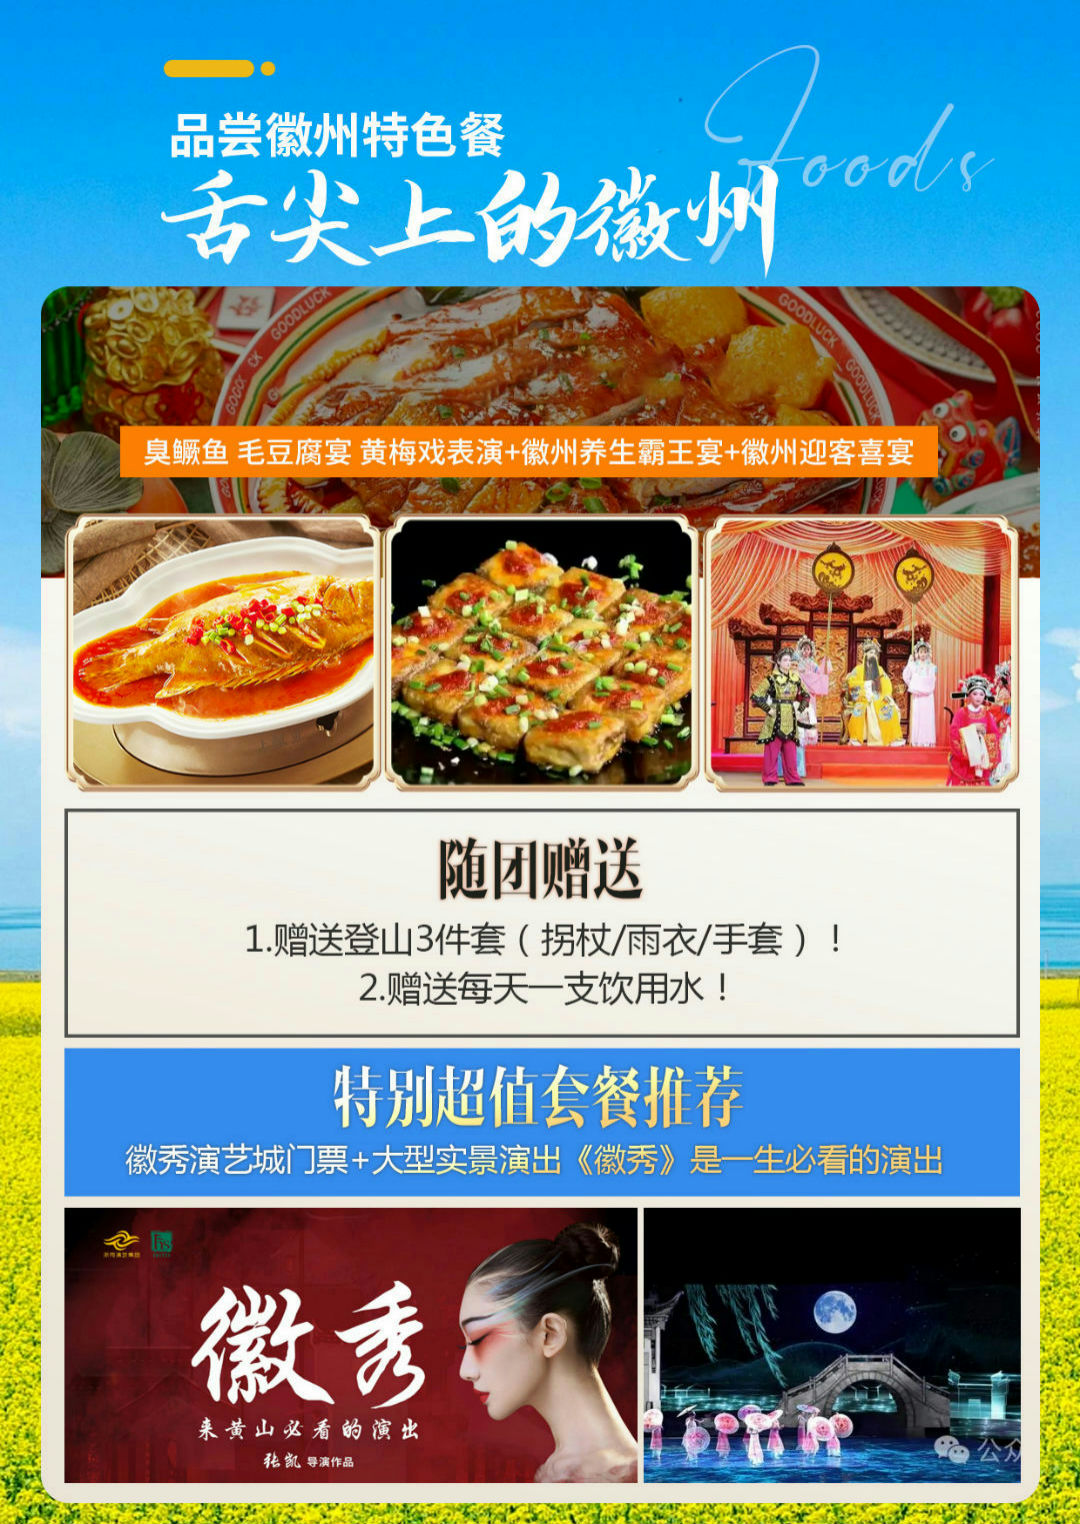 Foods
品尝徽州特色餐
舌尖上的徽州
GOODLUCK
GOODLUCK
臭鳜鱼 毛豆腐宴 黄梅戏表演+徽州养生霸王宴+徽州迎客喜宴
随团赠送
1.赠送登山3件套（拐杖/雨衣/手套）！
2.赠送每天一支饮用水！
特别超值套餐推荐
徽秀演艺城门票+大型实景演出《徽秀》是一生必看的演出
徽秀
来黄山必看的演出
张凯 导演作品
公众